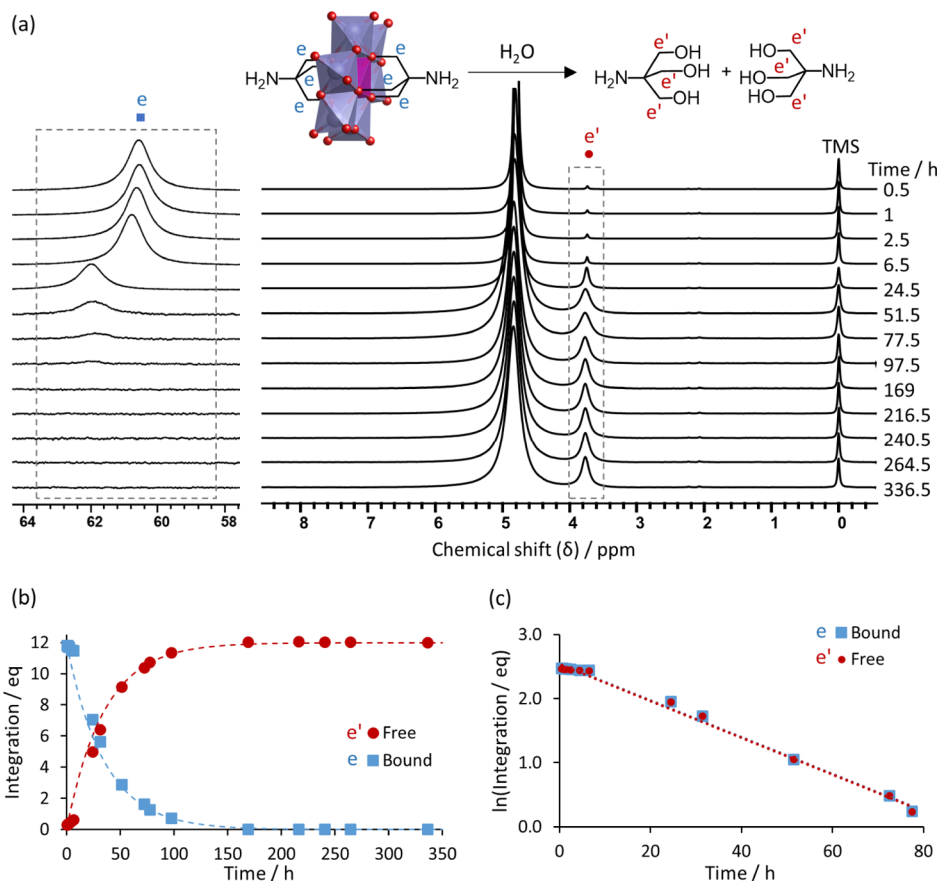 (a)
e
e
e
e
e
e
H₂N
NH₂
H₂O
e'
OH
H₂N
OH
e'
OH
e'
+
e'
HO
e'
HO
NH₂
HO
e'
e
e'
TMS
Time / h
0.5
1
2.5
6.5
24.5
51.5
77.5
97.5
169
216.5
240.5
264.5
336.5
64 62 60 58
8 7 6 5 4 3 2 1 0
Chemical shift (δ) / ppm
(b)
12
10
8
6
4
2
0
Integration / eq
e' Free
e Bound
0 50 100 150 200 250 300 350
Time / h
(c)
3.0
2.0
1.0
0.0
ln(Integration / eq)
e Bound
e' Free
0 20 40 60 80
Time / h